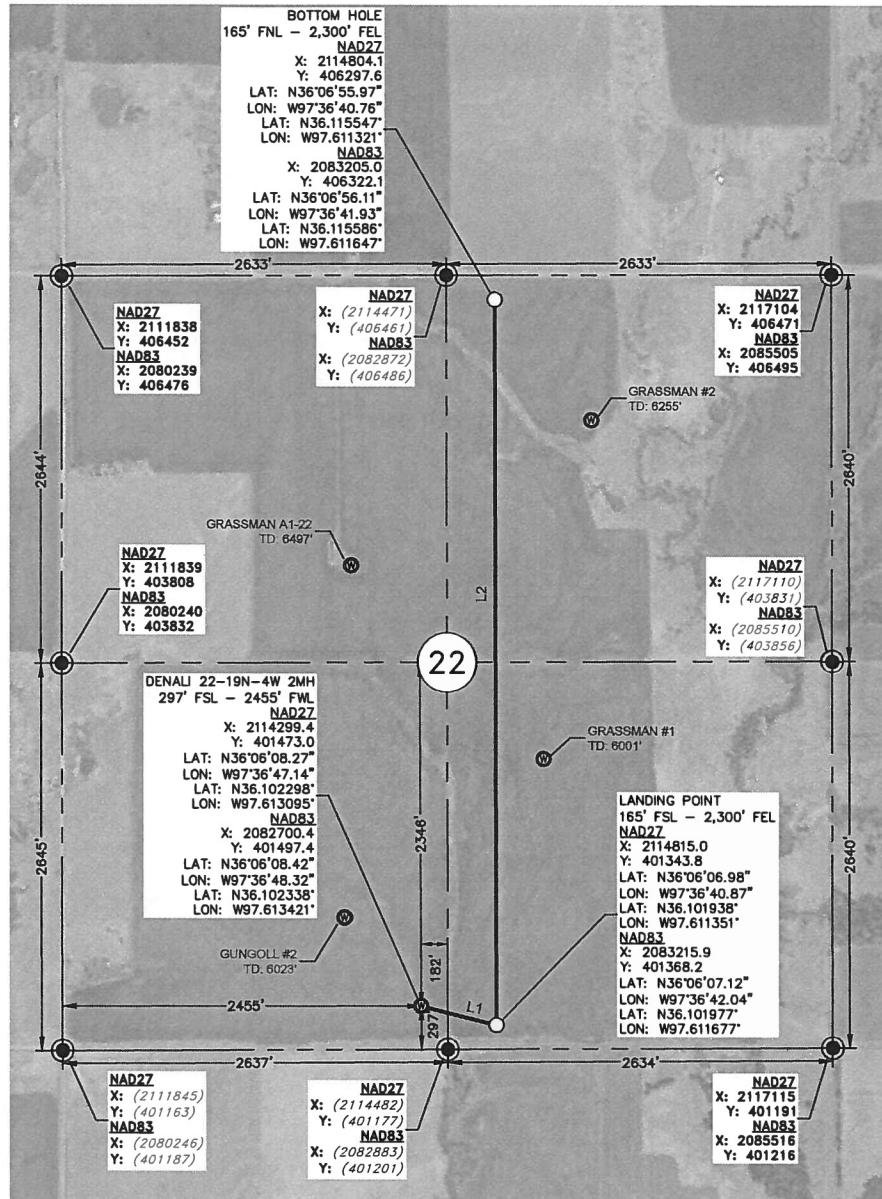 BOTTOM HOLE
165' FNL – 2,300' FEL
NAD27
X: 2114804.1
Y: 406297.6
LAT: N36°06'55.97"
LON: W97°36'40.76"
LAT: N36.115547°
LON: W97.611321°
NAD83
X: 2083205.0
Y: 406322.1
LAT: N36°06'56.11"
LON: W97°36'41.93"
LAT: N36.115586°
LON: W97.611647°
2633'
2633'
NAD27
X: 2111838
Y: 406452
NAD83
X: 2080239
Y: 406476
NAD27
X: (2114471)
Y: (406461)
NAD83
X: (2082872)
Y: (406486)
NAD27
X: 2117104
Y: 406471
NAD83
X: 2085505
Y: 406495
GRASSMAN #2
TD: 6255'
2644'
2640'
GRASSMAN A1-22
TD: 6497'
NAD27
X: 2111839
Y: 403808
NAD83
X: 2080240
Y: 403832
L2
NAD27
X: (2117110)
Y: (403831)
NAD83
X: (2085510)
Y: (403856)
22
DENALI 22-19N-4W 2MH
297' FSL – 2455' FWL
NAD27
X: 2114299.4
Y: 401473.0
LAT: N36°06'08.27"
LON: W97°36'47.14"
LAT: N36.102298°
LON: W97.613095°
NAD83
X: 2082700.4
Y: 401497.4
LAT: N36°06'08.42"
LON: W97°36'48.32"
LAT: N36.102338°
LON: W97.613421°
GRASSMAN #1
TD: 6001'
LANDING POINT
165' FSL – 2,300' FEL
NAD27
X: 2114815.0
Y: 401343.8
LAT: N36°06'06.98"
LON: W97°36'40.87"
LAT: N36.101938°
LON: W97.611351°
NAD83
X: 2083215.9
Y: 401368.2
LAT: N36°06'07.12"
LON: W97°36'42.04"
LAT: N36.101977°
LON: W97.611677°
2645'
2346'
2640'
GUNGOLL #2
TD: 6023'
182'
2455'
L1
297'
2637'
2634'
NAD27
X: (2111845)
Y: (401163)
NAD83
X: (2080246)
Y: (401187)
NAD27
X: (2114482)
Y: (401177)
NAD83
X: (2082883)
Y: (401201)
NAD27
X: 2117115
Y: 401191
NAD83
X: 2085516
Y: 401216
W
W
W
W
W